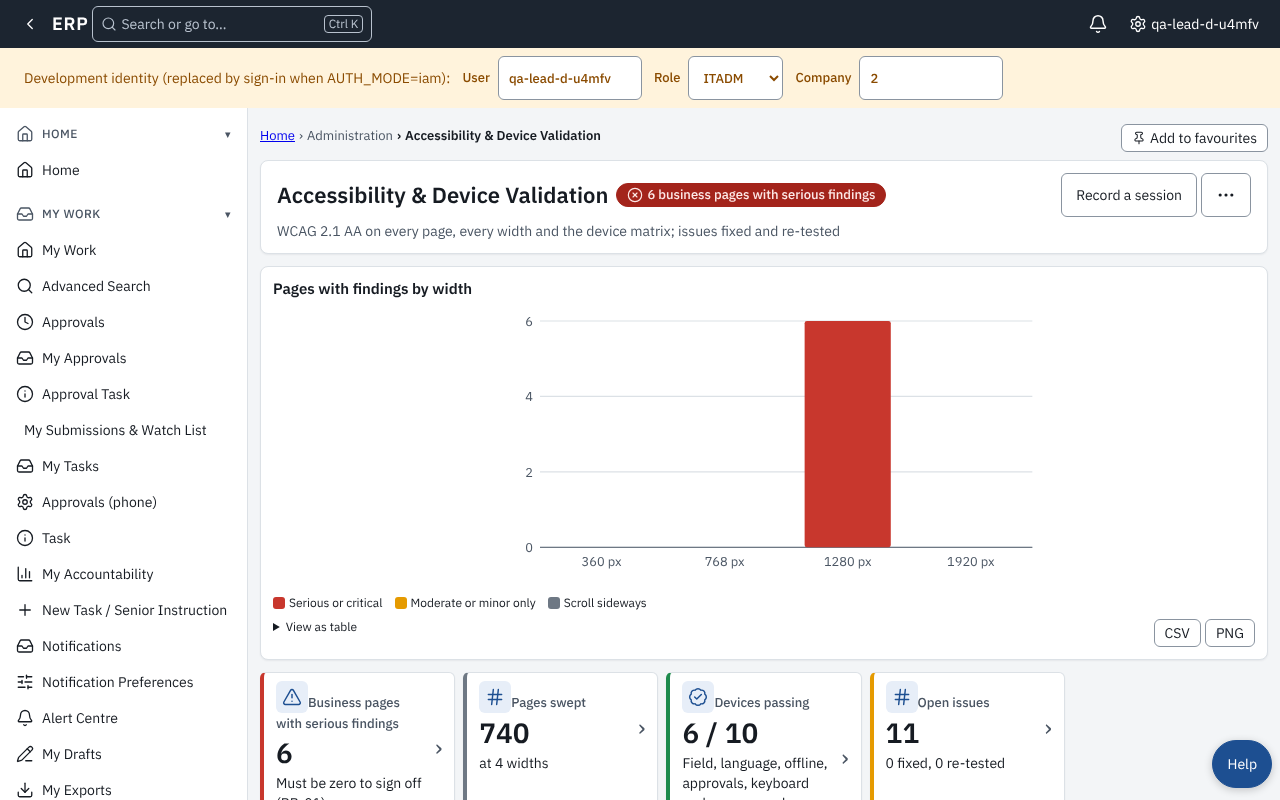 ERP
Search or go to...
Ctrl K
qa-lead-d-u4mfv
Development identity (replaced by sign-in when AUTH_MODE=iam):
User
qa-lead-d-u4mfv
Role
ITADM
Company
2
HOME
Home
MY WORK
My Work
Advanced Search
Approvals
My Approvals
Approval Task
My Submissions & Watch List
My Tasks
Approvals (phone)
Task
My Accountability
New Task / Senior Instruction
Notifications
Notification Preferences
Alert Centre
My Drafts
My Exports
Home › Administration › Accessibility & Device Validation
Add to favourites
Accessibility & Device Validation
6 business pages with serious findings
Record a session
WCAG 2.1 AA on every page, every width and the device matrix; issues fixed and re-tested
Pages with findings by width
6
4
2
0
360 px
768 px
1280 px
1920 px
Serious or critical
Moderate or minor only
Scroll sideways
View as table
CSV
PNG
Business pages
with serious findings
6
Must be zero to sign off
Pages swept
740
at 4 widths
Devices passing
6 / 10
Field, language, offline,
approvals, keyboard
Open issues
11
0 fixed, 0 re-tested
Help